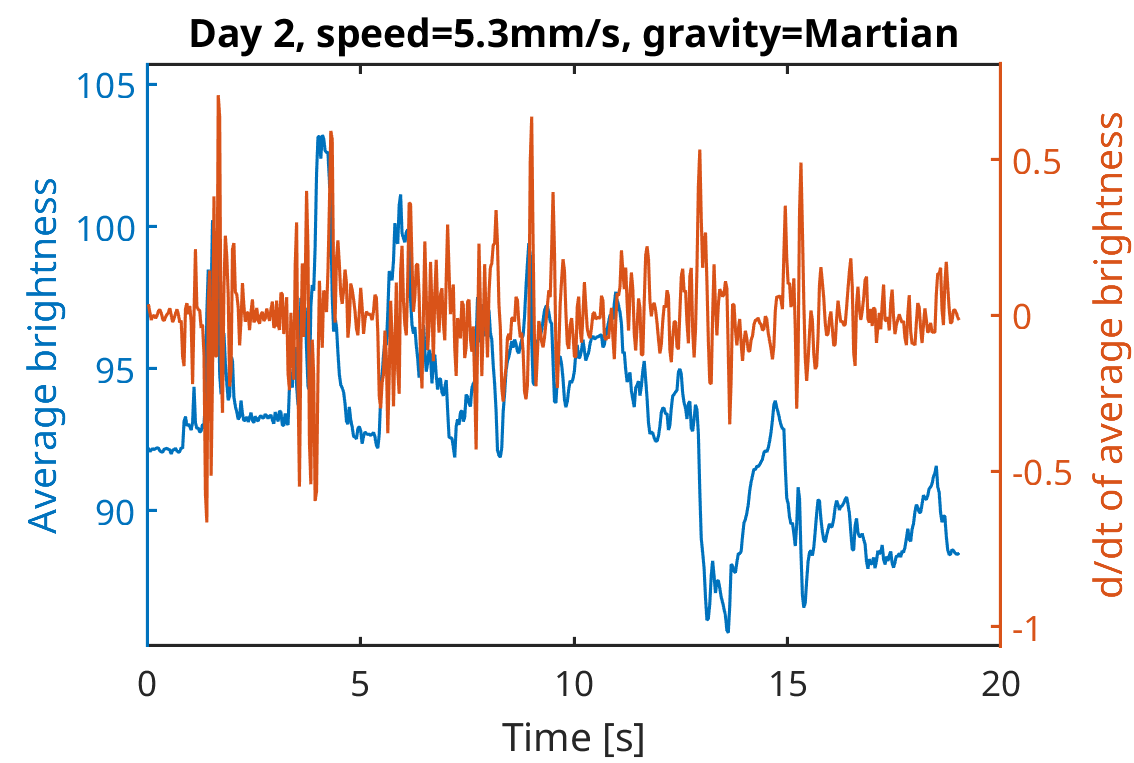 Day 2, speed=5.3mm/s, gravity=Martian
105
100
95
90
Average brightness
0.5
0
-0.5
-1
d/dt of average brightness
0 5 10 15 20
Time [s]